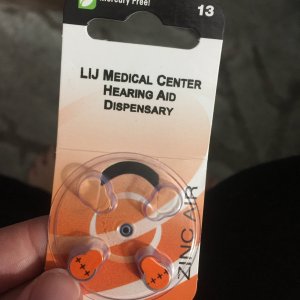 Mercury Free!
13
LIJ MEDICAL CENTER
HEARING AID
DISPENSARY
ZINC AIR
+++
+++